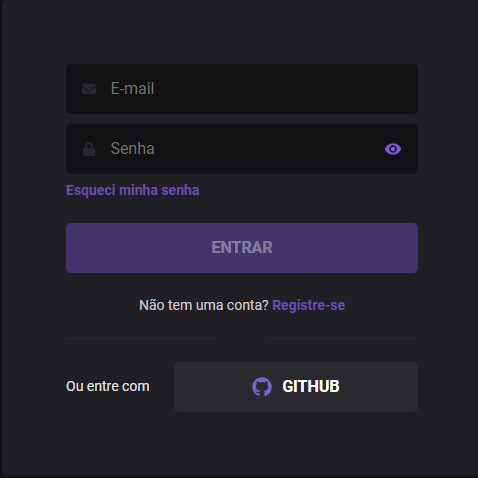 E-mail
Senha
Esqueci minha senha
ENTRAR
Não tem uma conta? Registre-se
Ou entre com GITHUB